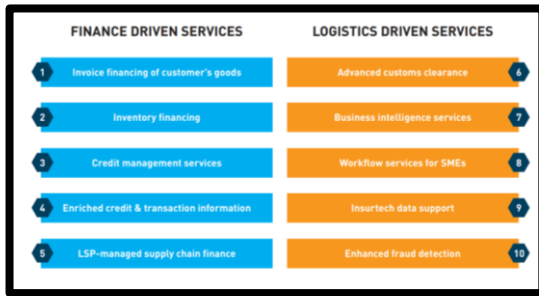 FINANCE DRIVEN SERVICES
1 Invoice financing of customer's goods
2 Inventory financing
3 Credit management services
4 Enriched credit & transaction information
5 LSP-managed supply chain finance
LOGISTICS DRIVEN SERVICES
Advanced customs clearance 6
Business intelligence services 7
Workflow services for SMEs 8
Insurtech data support 9
Enhanced fraud detection 10